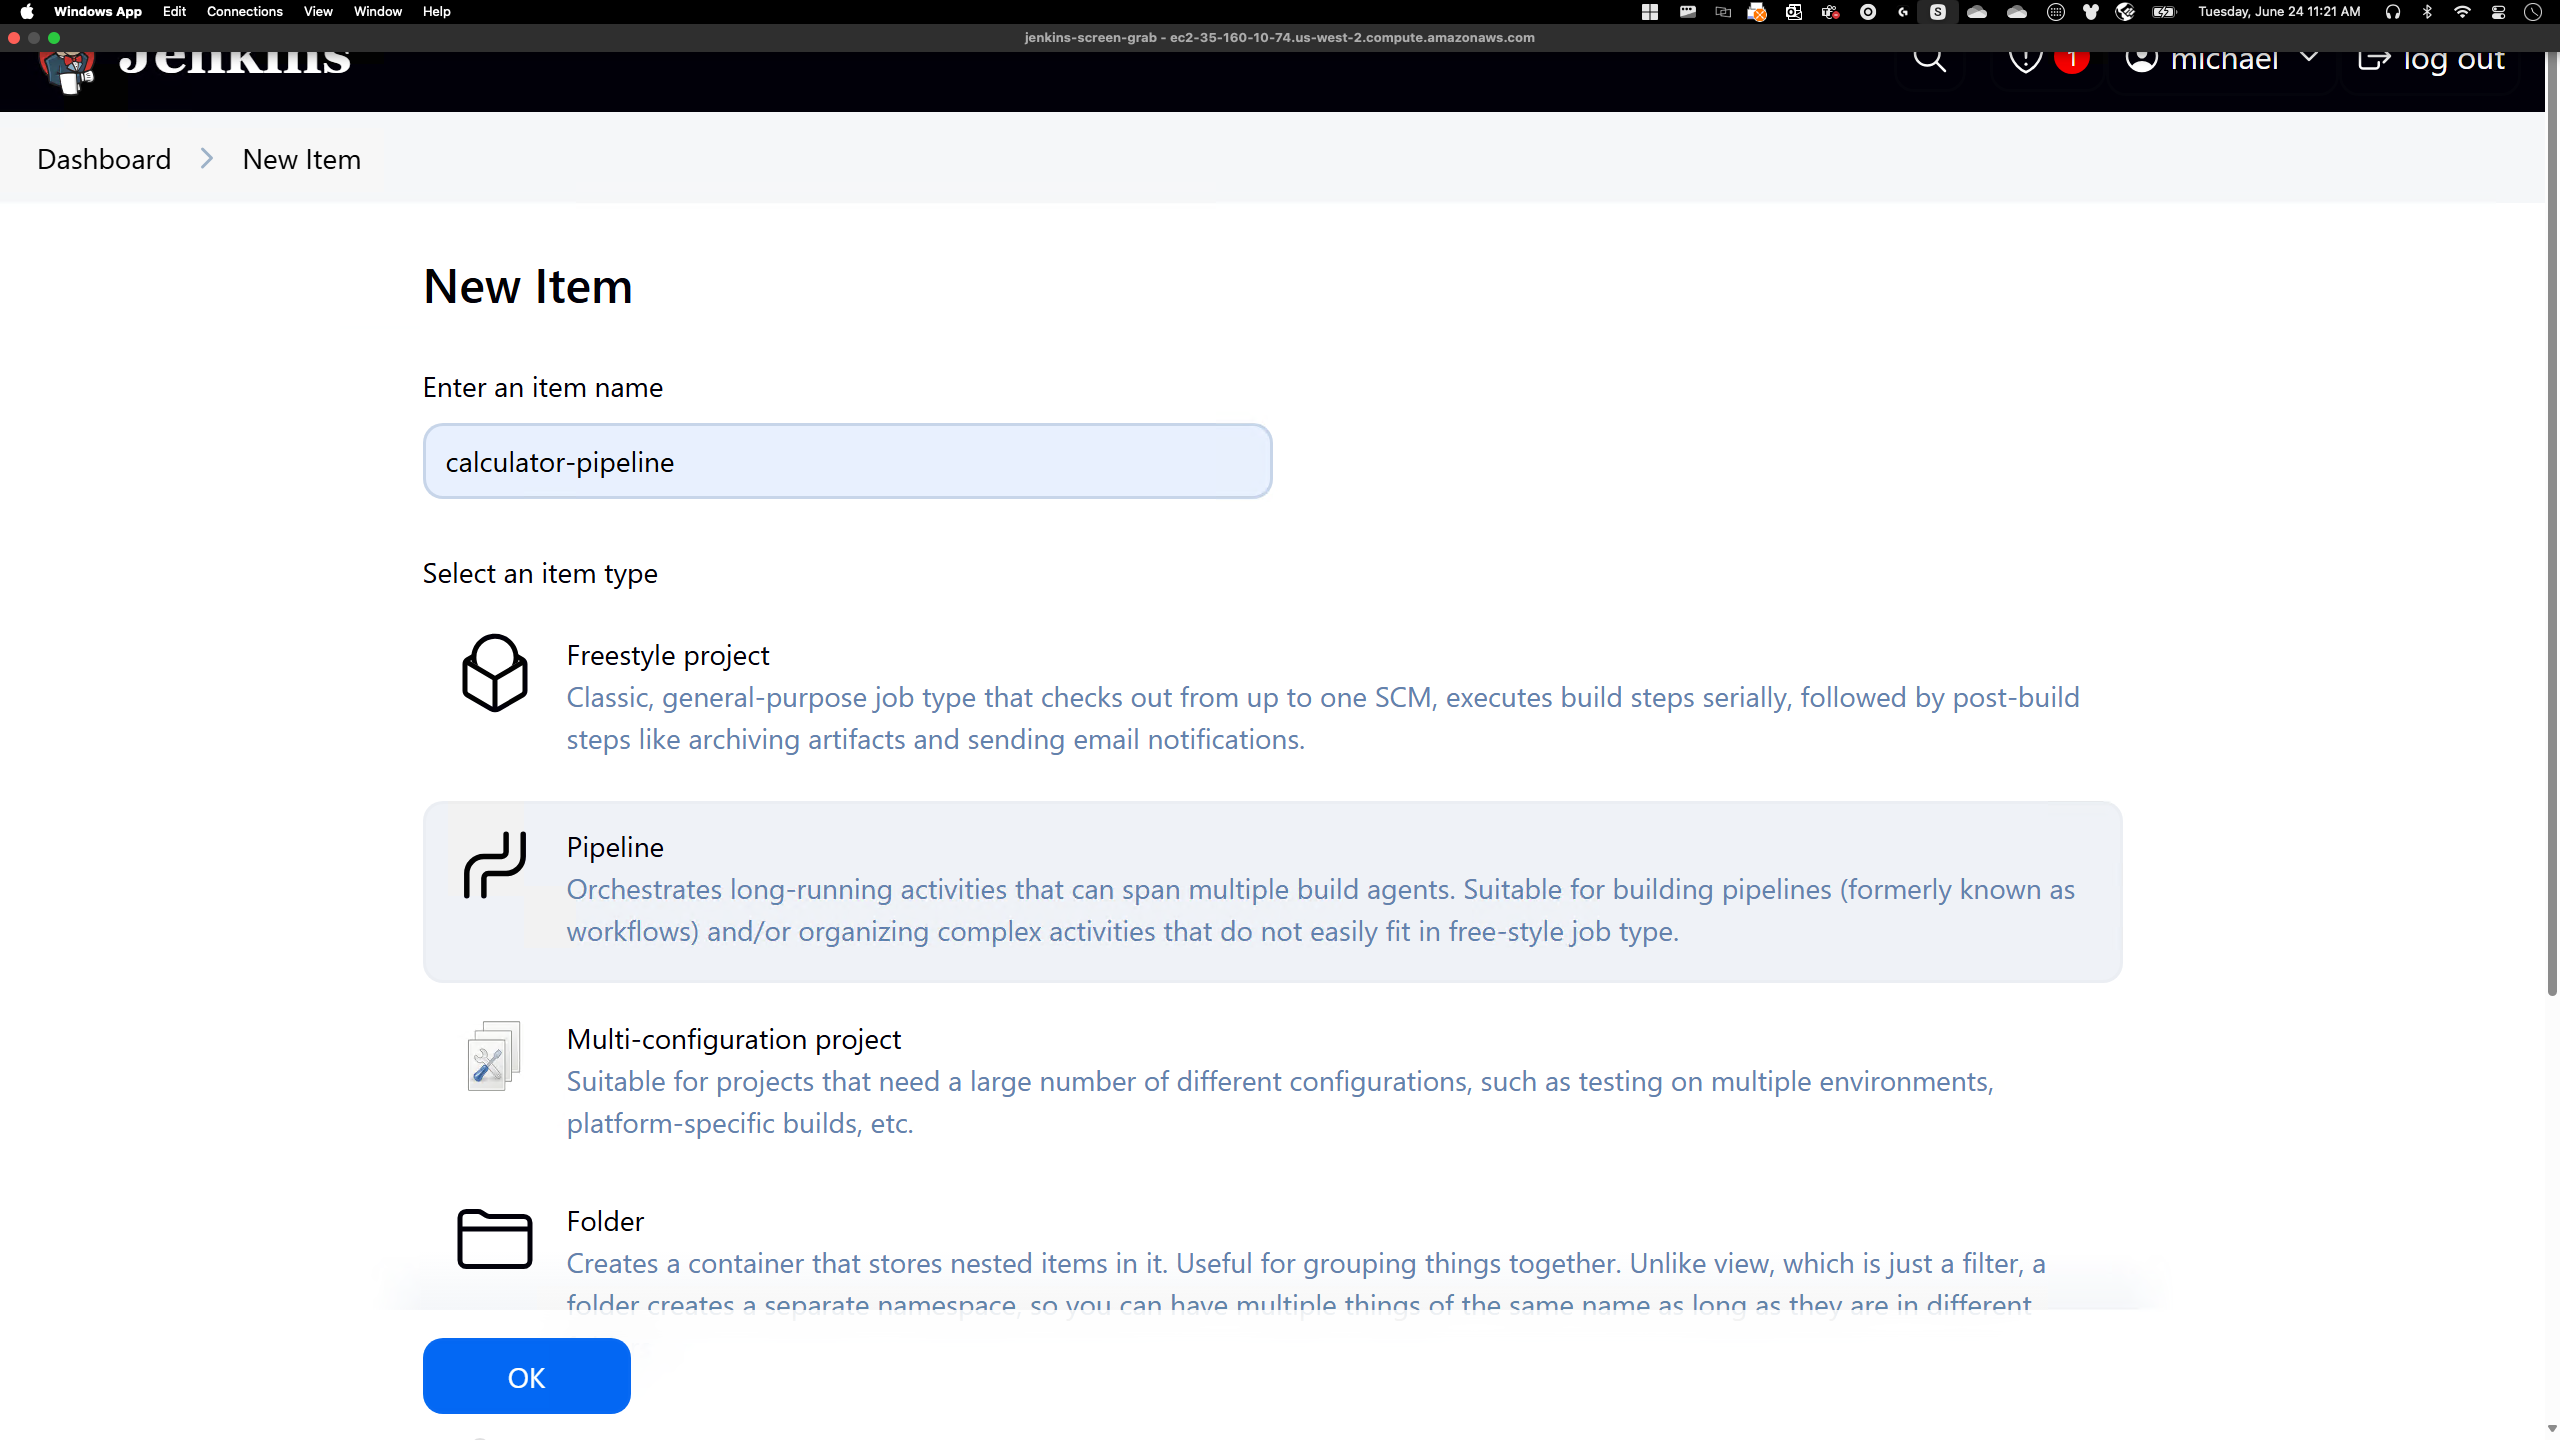 Windows App Edit Connections View Window Help
S
Tuesday, June 24 11:21 AM
jenkins-screen-grab - ec2-35-160-10-74.us-west-2.compute.amazonaws.com
Jenkins
1
michael
log out
Dashboard
New Item
New Item
Enter an item name
calculator-pipeline
Select an item type
Freestyle project
Classic, general-purpose job type that checks out from up to one SCM, executes build steps serially, followed by post-build
steps like archiving artifacts and sending email notifications.
Pipeline
Orchestrates long-running activities that can span multiple build agents. Suitable for building pipelines (formerly known as
workflows) and/or organizing complex activities that do not easily fit in free-style job type.
Multi-configuration project
Suitable for projects that need a large number of different configurations, such as testing on multiple environments,
platform-specific builds, etc.
Folder
Creates a container that stores nested items in it. Useful for grouping things together. Unlike view, which is just a filter, a
folder creates a separate namespace, so you can have multiple things of the same name as long as they are in different
OK